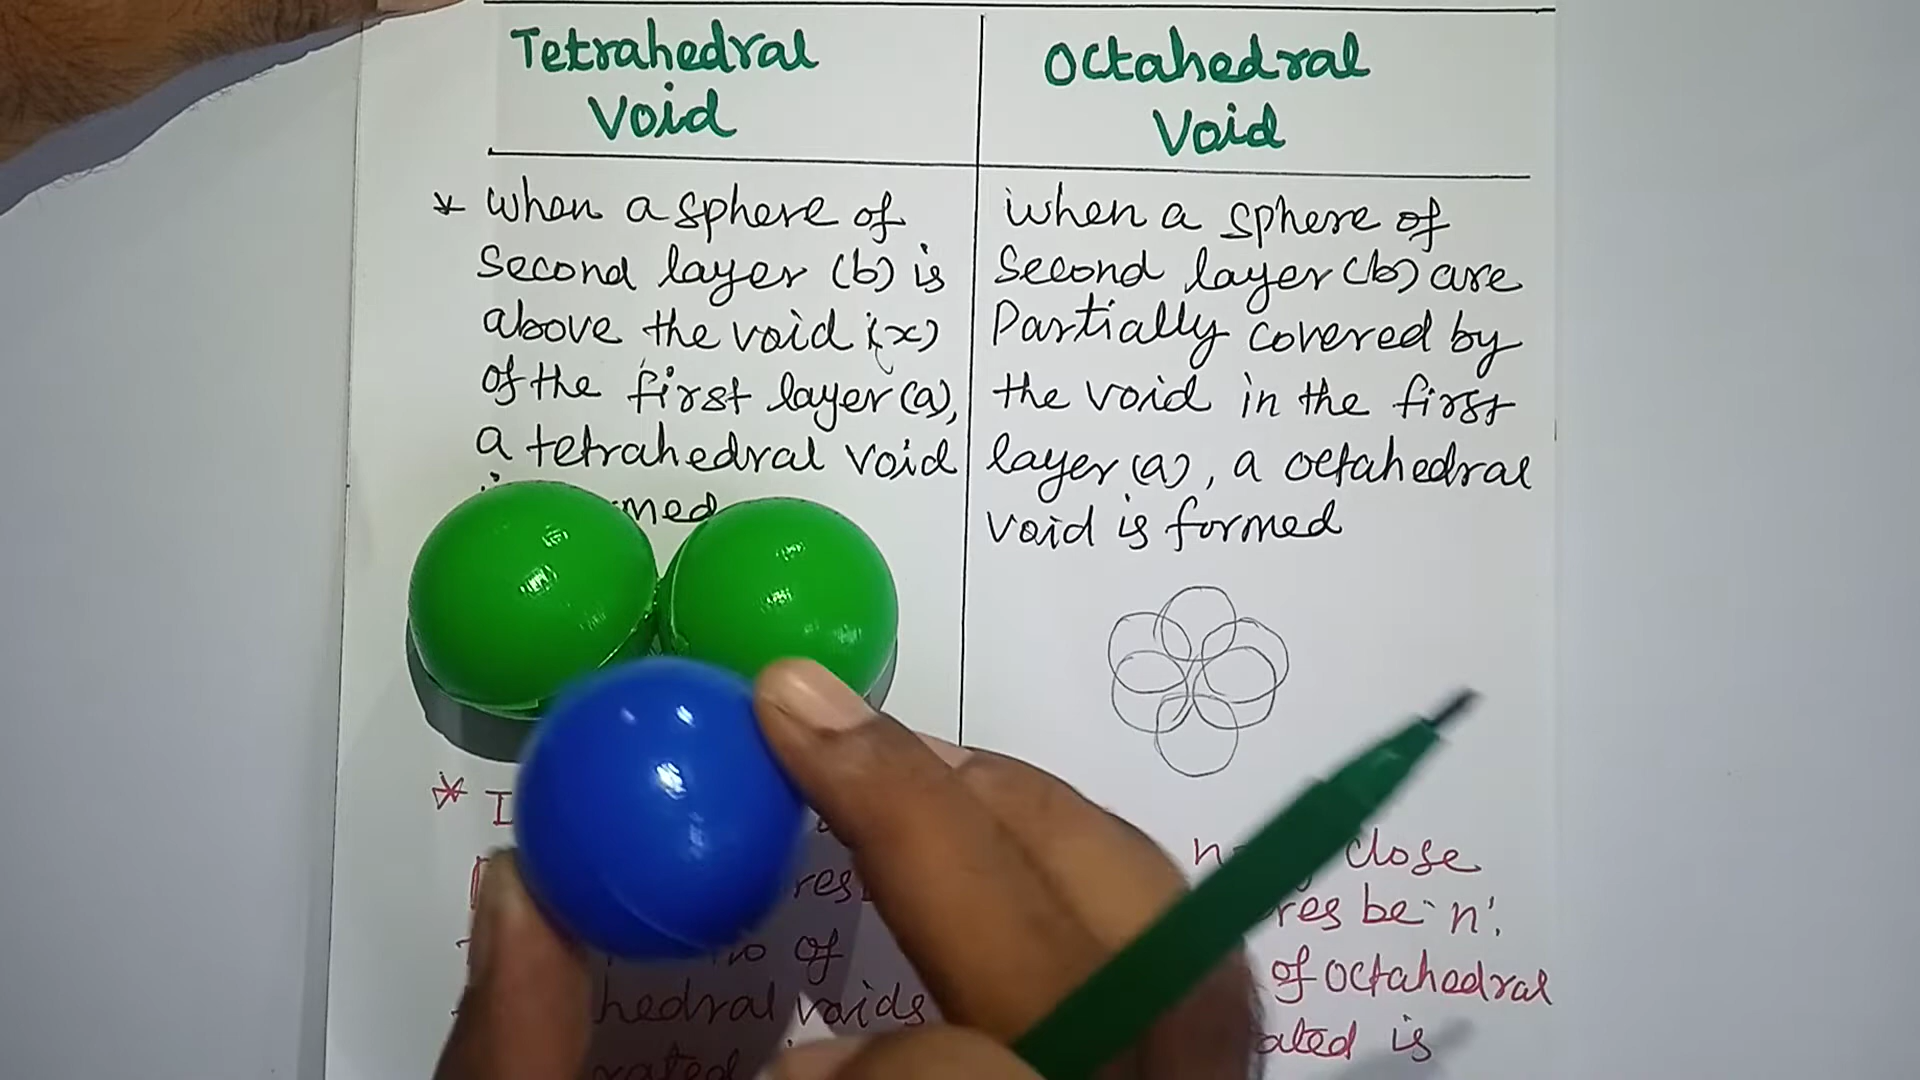 Tetrahedral
Void
* when a sphere of
Second layer (b) is
above the void (x)
of the first layer (a),
a tetrahedral void
Octahedral
Void
when a sphere of
Second layer (b) are
Partially covered by
the void in the first
layer (a), a octahedral
void is formed
* 
of
voids
close
be 'n'.
of octahedral
is